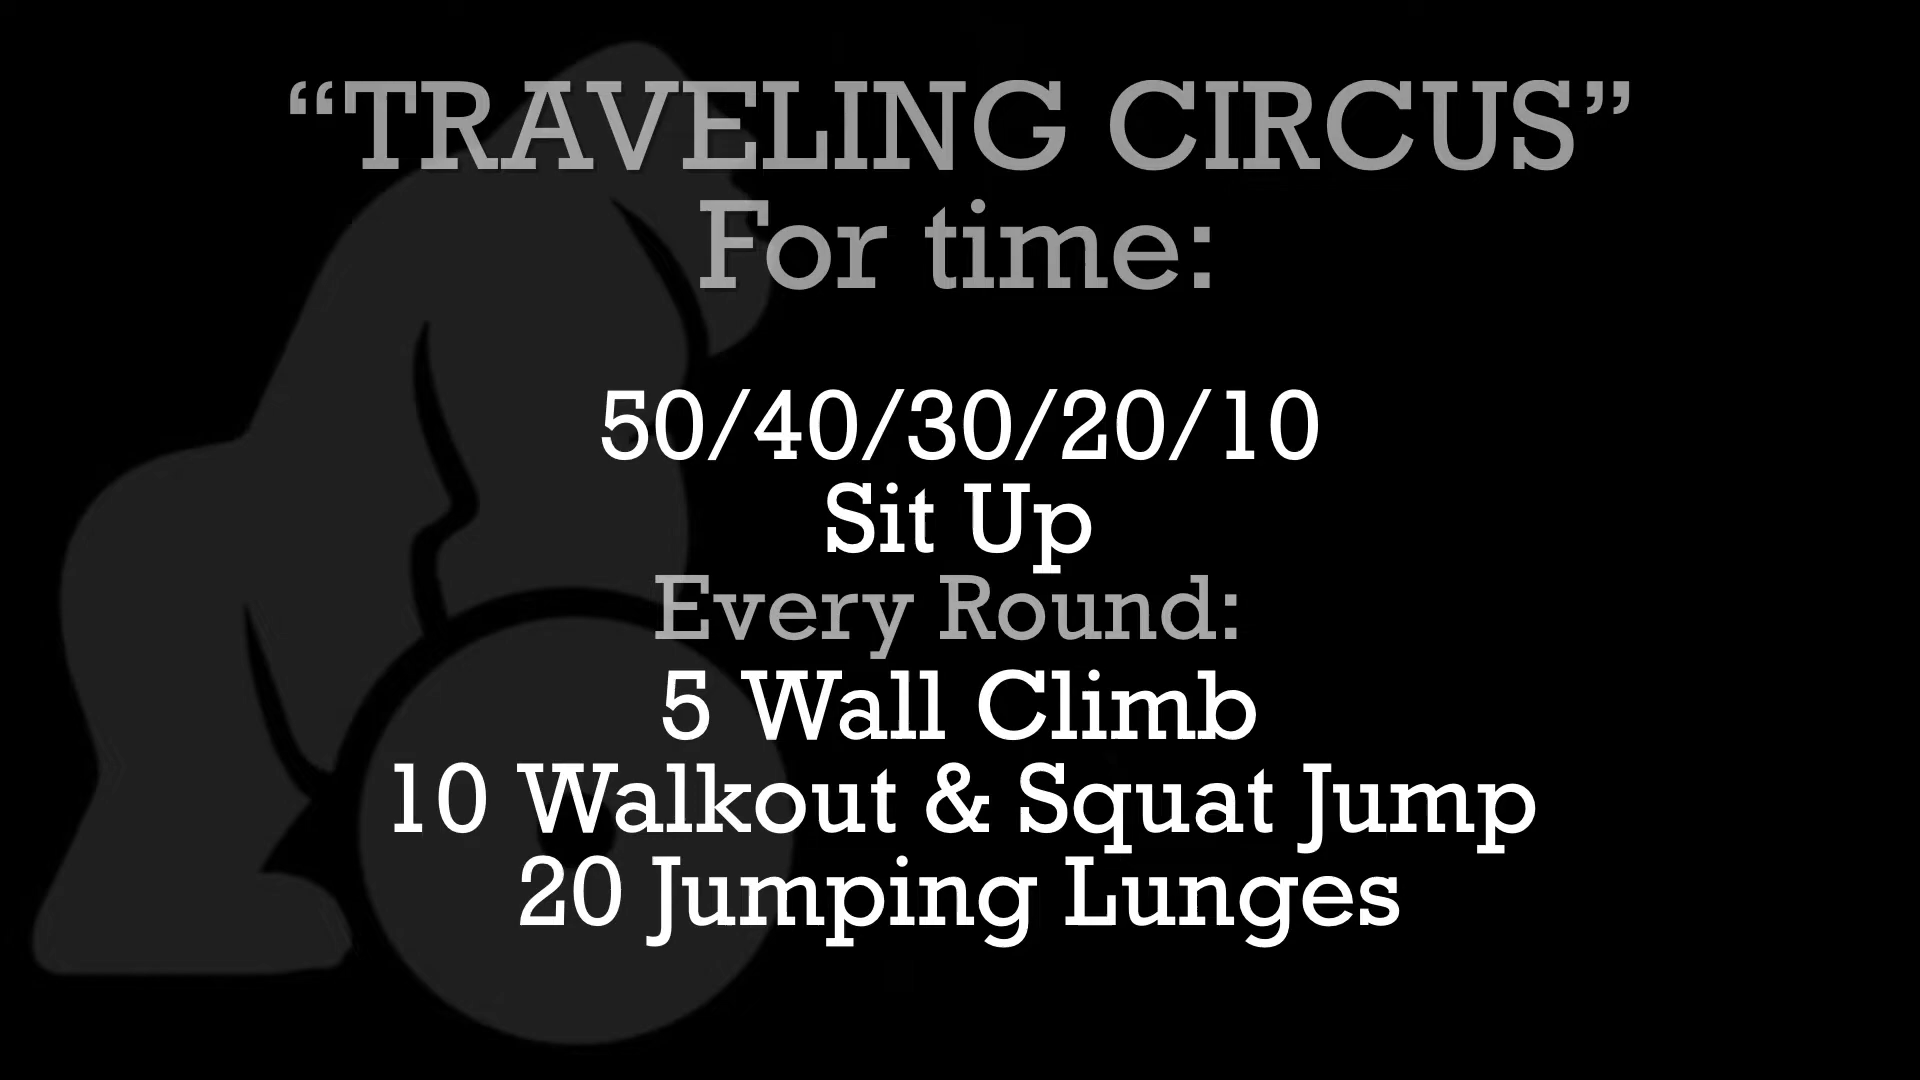 “TRAVELING CIRCUS”
For time:
50/40/30/20/10
Sit Up
Every Round:
5 Wall Climb
10 Walkout & Squat Jump
20 Jumping Lunges